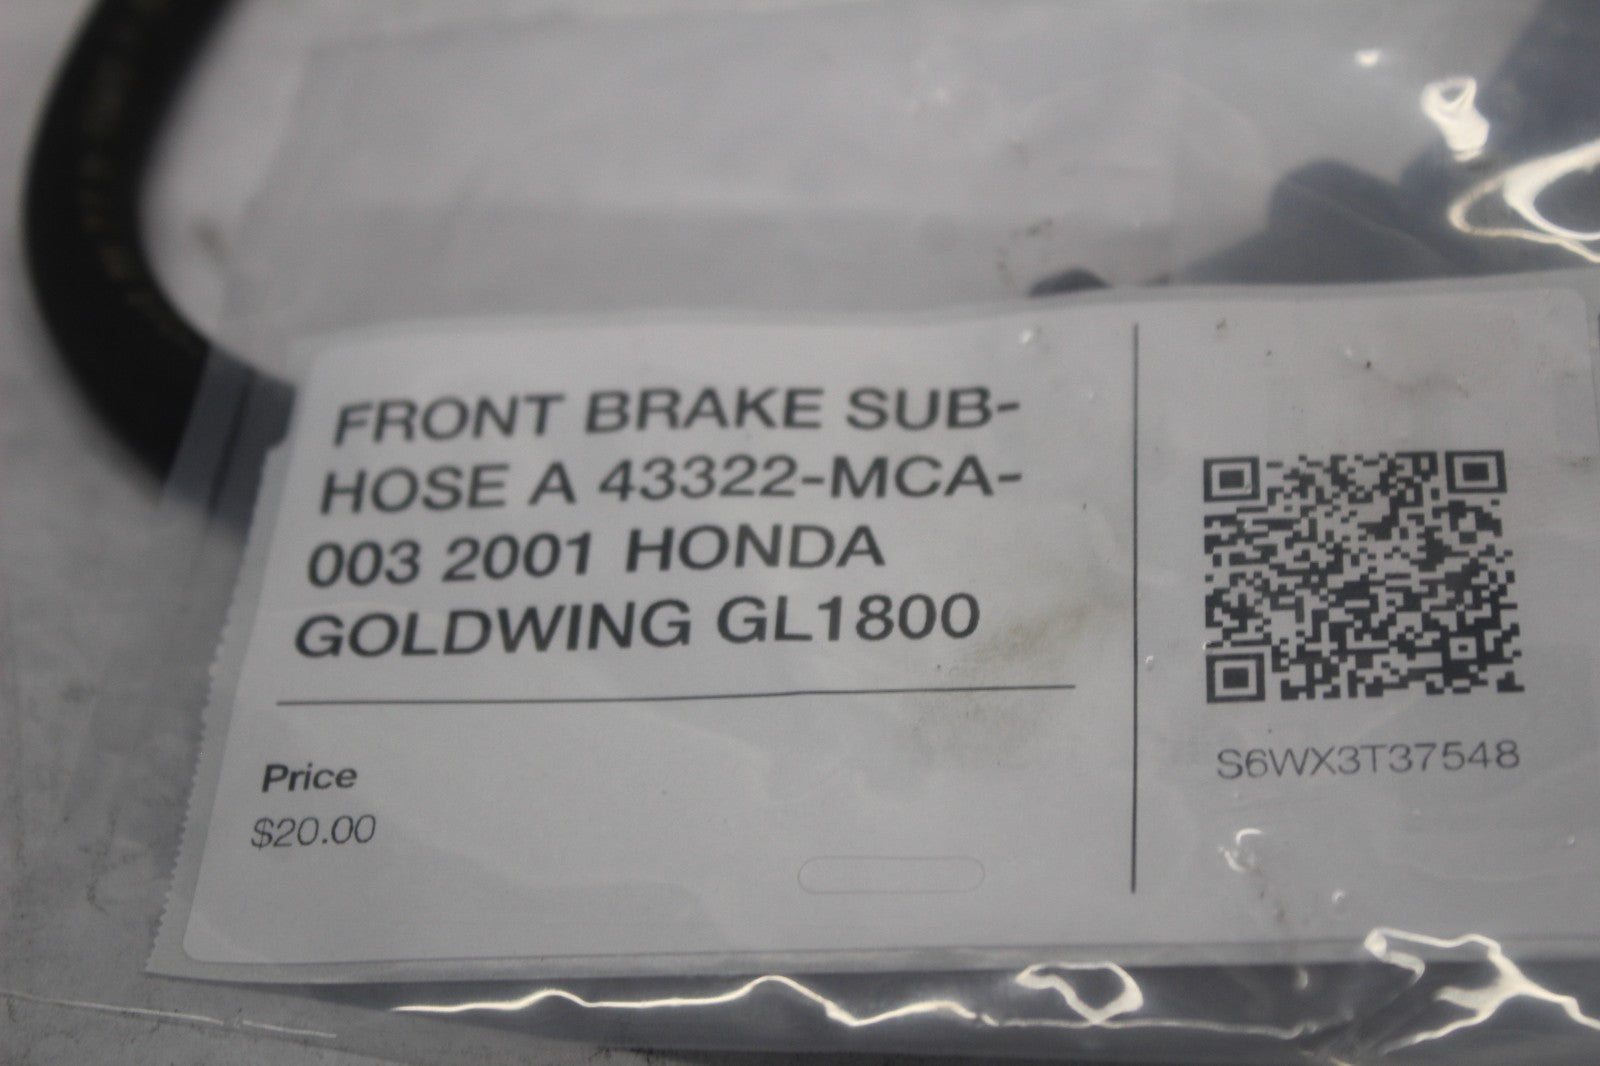 FRONT BRAKE SUB-
HOSE A 43322-MCA-
003 2001 HONDA
GOLDWING GL1800
Price
$20.00
S6WX3T37548